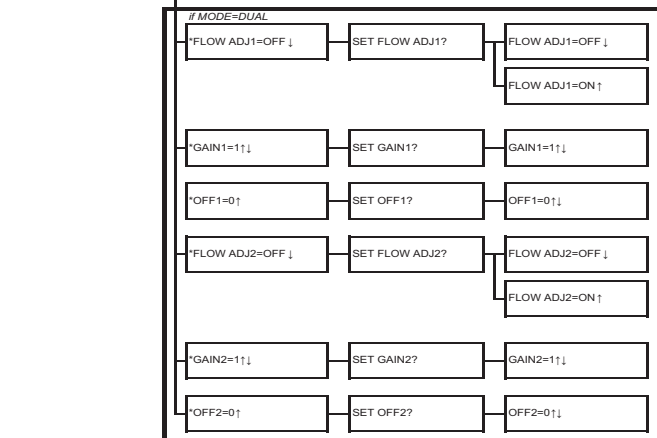 if MODE=DUAL
*FLOW ADJ1=OFF ↓ SET FLOW ADJ1? FLOW ADJ1=OFF ↓
FLOW ADJ1=ON ↑
*GAIN1=1↑↓ SET GAIN1? GAIN1=1↑↓
*OFF1=0↑ SET OFF1? OFF1=0↑↓
*FLOW ADJ2=OFF ↓ SET FLOW ADJ2? FLOW ADJ2=OFF ↓
FLOW ADJ2=ON ↑
*GAIN2=1↑↓ SET GAIN2? GAIN2=1↑↓
*OFF2=0↑ SET OFF2? OFF2=0↑↓